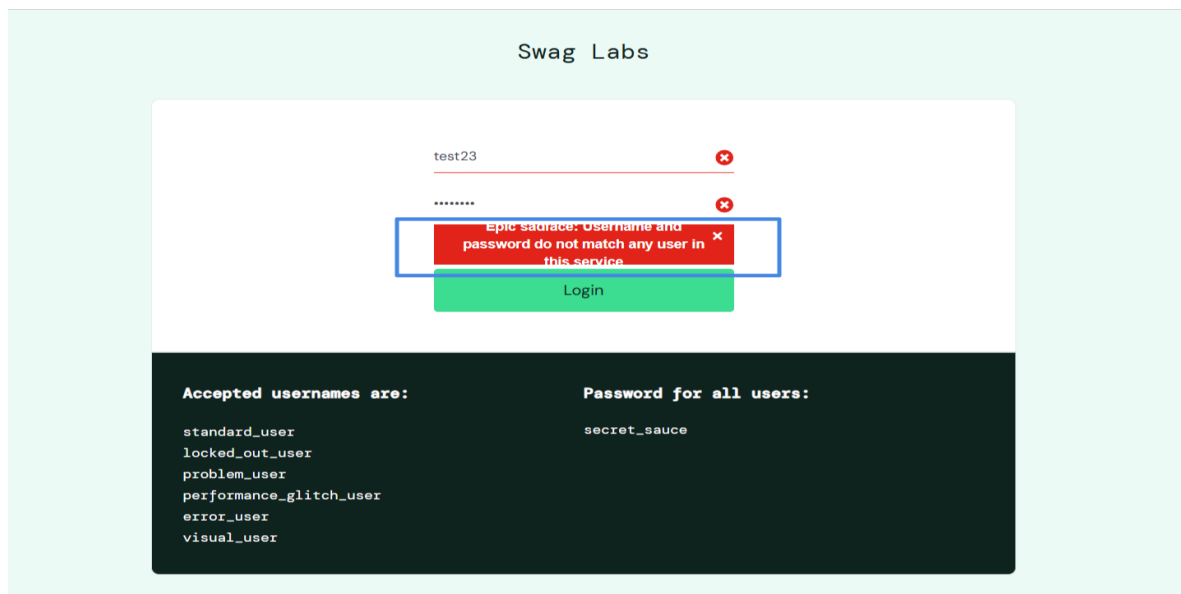 Swag Labs
test23
••••••••
Epic sadface: Username and
password do not match any user in
this service
Login
Accepted usernames are:
standard_user
locked_out_user
problem_user
performance_glitch_user
error_user
visual_user
Password for all users:
secret_sauce